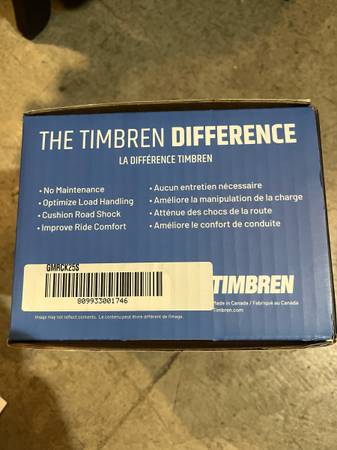 THE TIMBREN DIFFERENCE
LA DIFFÉRENCE TIMBREN
• No Maintenance
• Optimize Load Handling
• Cushion Road Shock
• Improve Ride Comfort
• Aucun entretien nécessaire
• Améliore la manipulation de la charge
• Atténue des chocs de la route
• Améliore le confort de conduite
GMRCK25S
809933001746
TIMBREN
Made in Canada / Fabriqué au Canada
Timbren.com
Image may not reflect contents. Le contenu peut être différent de l'image.